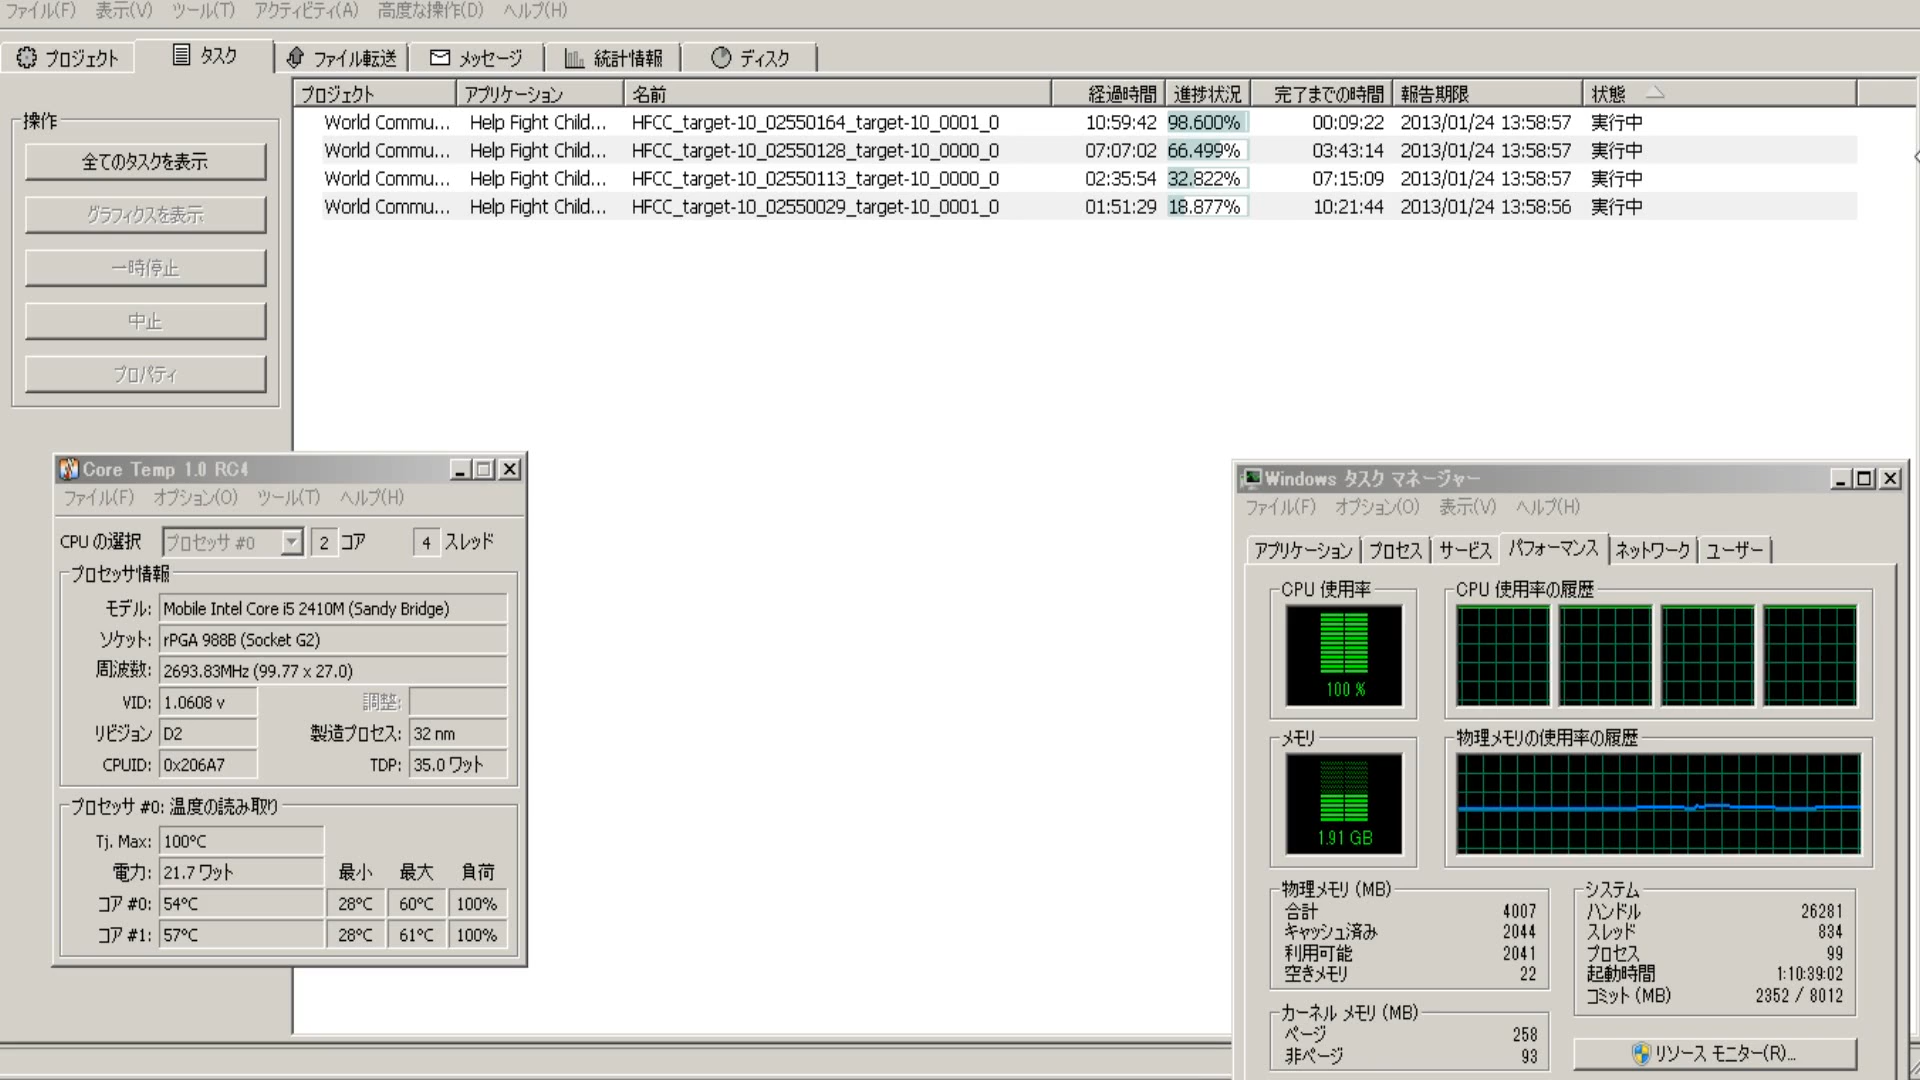 ファイル(F) 表示(V) ツール(T) アクティビティ(A) 高度な操作(D) ヘルプ(H)
プロジェクト タスク ファイル転送 メッセージ 統計情報 ディスク
プロジェクト アプリケーション 名前 経過時間 進捗状況 完了までの時間 報告期限 状態
World Commu... Help Fight Child... HFCC_target-10_02550164_target-10_0001_0 10:59:42 98.600% 00:09:22 2013/01/24 13:58:57 実行中
World Commu... Help Fight Child... HFCC_target-10_02550128_target-10_0000_0 07:07:02 66.499% 03:43:14 2013/01/24 13:58:57 実行中
World Commu... Help Fight Child... HFCC_target-10_02550113_target-10_0000_0 02:35:54 32.822% 07:15:09 2013/01/24 13:58:57 実行中
World Commu... Help Fight Child... HFCC_target-10_02550029_target-10_0001_0 01:51:29 18.877% 10:21:44 2013/01/24 13:58:56 実行中
操作
全てのタスクを表示
グラフィクスを表示
一時停止
中止
プロパティ
Core Temp 1.0 RC4
ファイル(F) オプション(O) ツール(T) ヘルプ(H)
CPU の選択 プロセッサ #0 2 コア 4 スレッド
プロセッサ情報
モデル: Mobile Intel Core i5 2410M (Sandy Bridge)
ソケット: rPGA 988B (Socket G2)
周波数: 2693.83MHz (99.77 x 27.0)
VID: 1.0608 v 調整:
リビジョン D2 製造プロセス: 32 nm
CPUID: 0x206A7 TDP: 35.0 ワット
プロセッサ #0: 温度の読み取り
Tj. Max: 100°C
電力: 21.7 ワット 最小 最大 負荷
コア #0: 54°C 28°C 60°C 100%
コア #1: 57°C 28°C 61°C 100%
Windows タスク マネージャー
ファイル(F) オプション(O) 表示(V) ヘルプ(H)
アプリケーション プロセス サービス パフォーマンス ネットワーク ユーザー
CPU 使用率 CPU 使用率の履歴
100 %
メモリ 物理メモリの使用率の履歴
1.91 GB
物理メモリ (MB)
合計 4007
キャッシュ済み 2044
利用可能 2041
空きメモリ 22
カーネル メモリ (MB)
ページ 258
非ページ 93
システム
ハンドル 26281
スレッド 834
プロセス 99
起動時間 1:10:39:02
コミット (MB) 2352 / 8012
リソース モニター(R)...